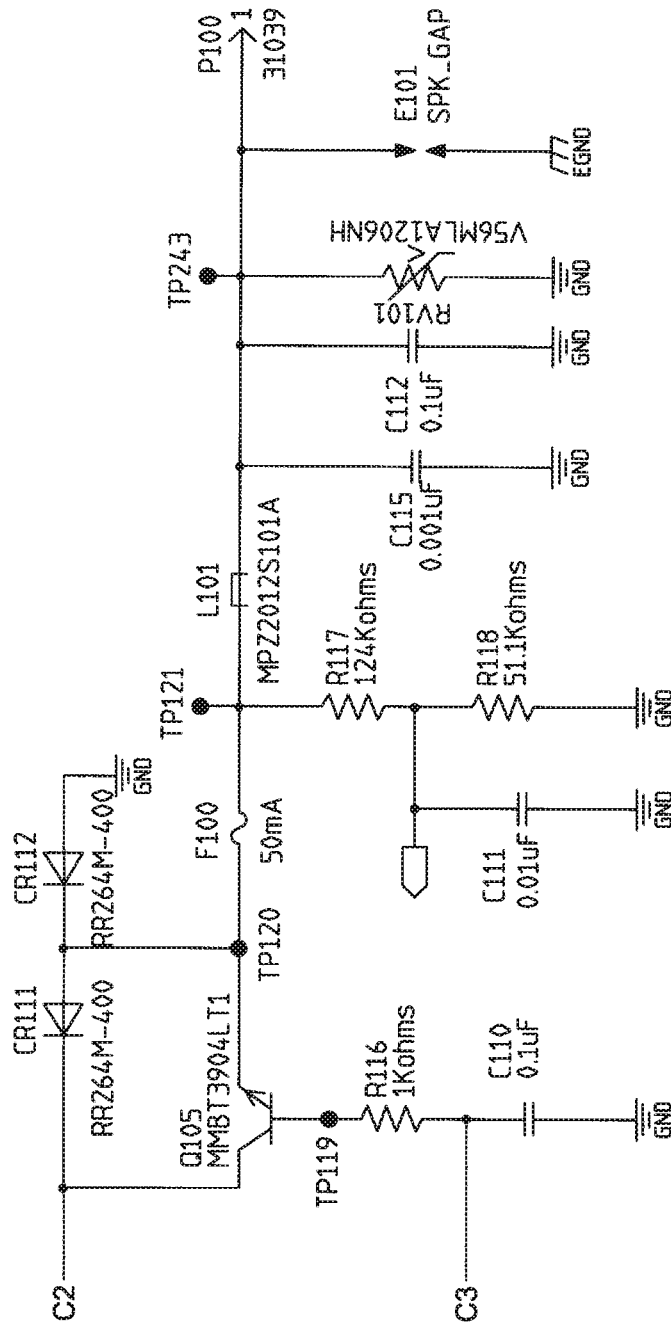 C2
CR111
RR264M-400
CR112
RR264M-400
GND
Q105
MMBT3904LT1
TP119
R116
1Kohms
C3
C110
0.1uF
GND
TP120
F100
50mA
TP121
C111
0.01uF
GND
R117
124Kohms
R118
51.1Kohms
GND
L101
MPZ2012S101A
C115
0.001uF
GND
C112
0.1uF
GND
TP243
RV101
V56MLA1206NH
GND
E101
SPK_GAP
EGND
P100
1
31039